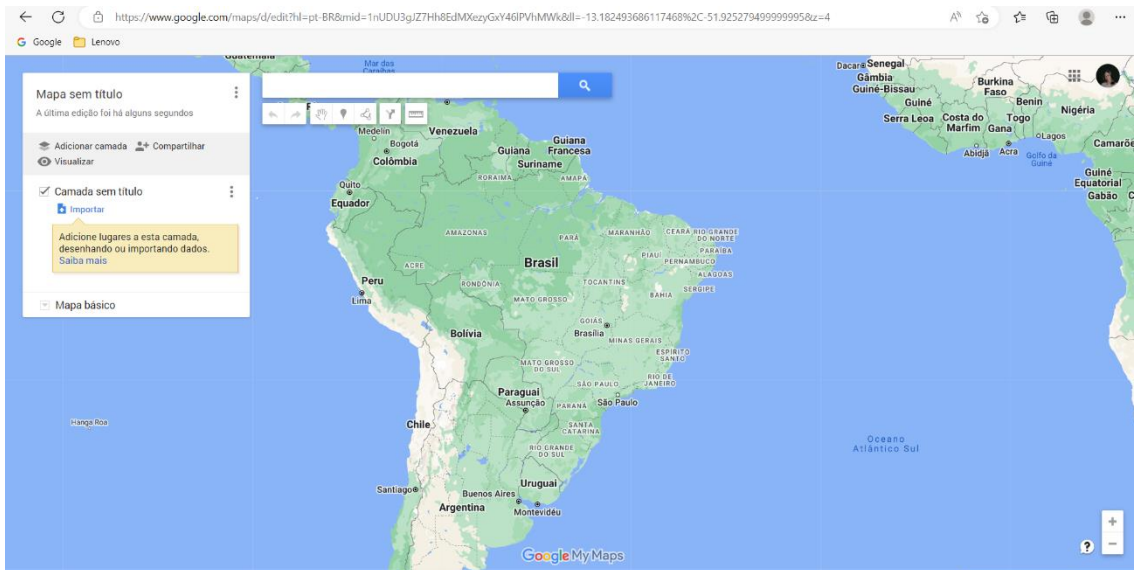 https://www.google.com/maps/d/edit?hl=pt-BR&mid=1nUDU3gJZ7Hh8EdMXezyGxY46lPVhMWk&ll=-13.182493686117468%2C-51.9252794999999995&z=4
Google Lenovo
Mapa sem título
A última edição foi há alguns segundos
Adicionar camada Compartilhar
Visualizar
Camada sem título
Importar
Adicione lugares a esta camada,
desenhando ou importando dados.
Saiba mais
Mapa básico
Guatemala
Mar das
Caraíbas
Medelín
Bogotá
Colômbia
Venezuela
Guiana
Suriname
Guiana
Francesa
RORAIMA
AMAPÁ
Quito
Equador
AMAZONAS
PARÁ
MARANHÃO
CEARÁ
RIO GRANDE
DO NORTE
PARAÍBA
PIAUÍ
PERNAMBUCO
ALAGOAS
SERGIPE
ACRE
Brasil
Peru
Lima
RONDÔNIA
TOCANTINS
MATO GROSSO
BAHIA
GOIÁS
Brasília
Bolívia
MINAS GERAIS
ESPÍRITO
SANTO
MATO GROSSO
DO SUL
RIO DE
JANEIRO
SÃO PAULO
Paraguai
Assunção
PARANÁ
São Paulo
Chile
SANTA
CATARINA
RIO GRANDE
DO SUL
Uruguai
Santiago
Buenos Aires
Argentina
Montevidéu
Hanga Roa
Dacar
Senegal
Gâmbia
Guiné-Bissau
Guiné
Serra Leoa
Burkina
Faso
Benin
Costa do
Marfim
Togo
Gana
Nigéria
Lagos
Abidjã
Acra
Golfo da
Guiné
Camarõe
Guiné
Equatorial
Gabão
C
Oceano
Atlântico Sul
Google My Maps